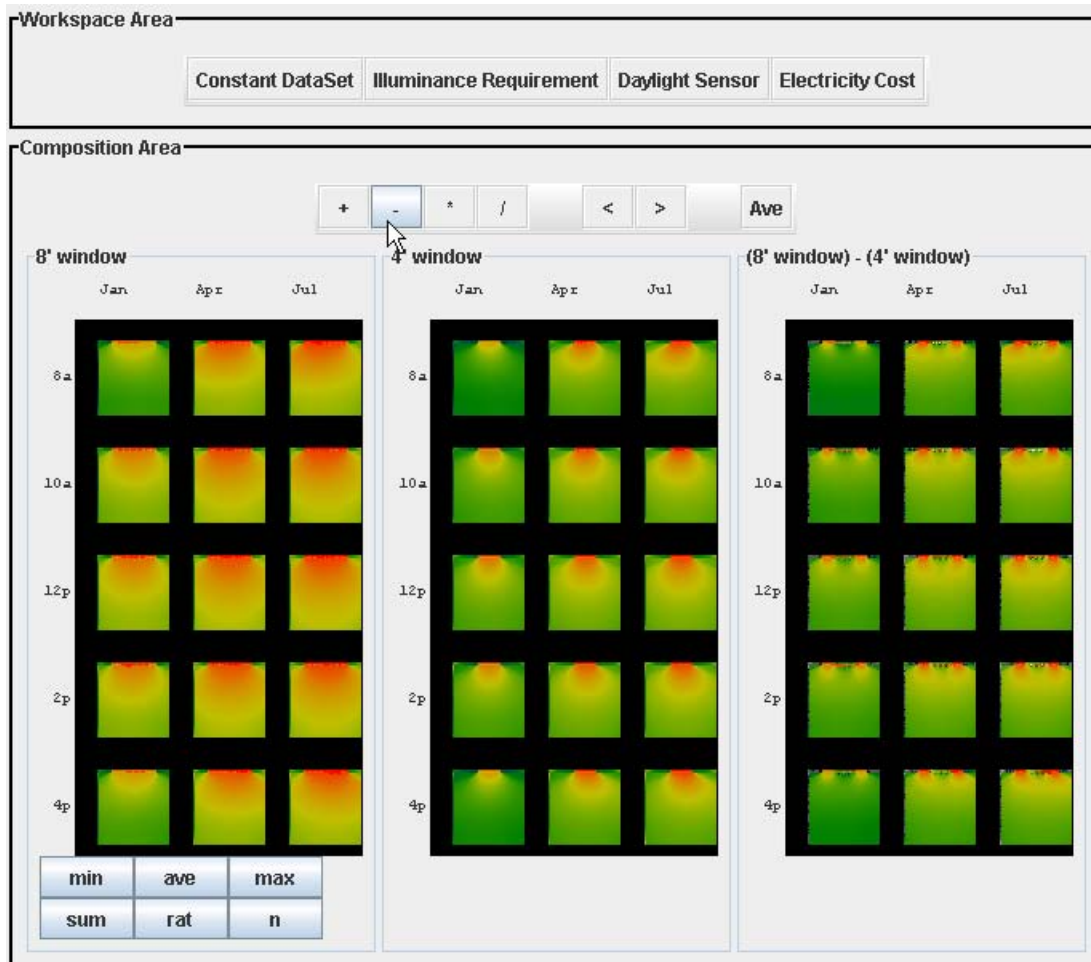 Workspace Area
Constant DataSet Illuminance Requirement Daylight Sensor Electricity Cost
Composition Area
+ - * / < > Ave
8' window 4' window (8' window) - (4' window)
Jan Apr Jul Jan Apr Jul Jan Apr Jul
8a 8a 8a
10a 10a 10a
12p 12p 12p
2p 2p 2p
4p 4p 4p
min ave max
sum rat n